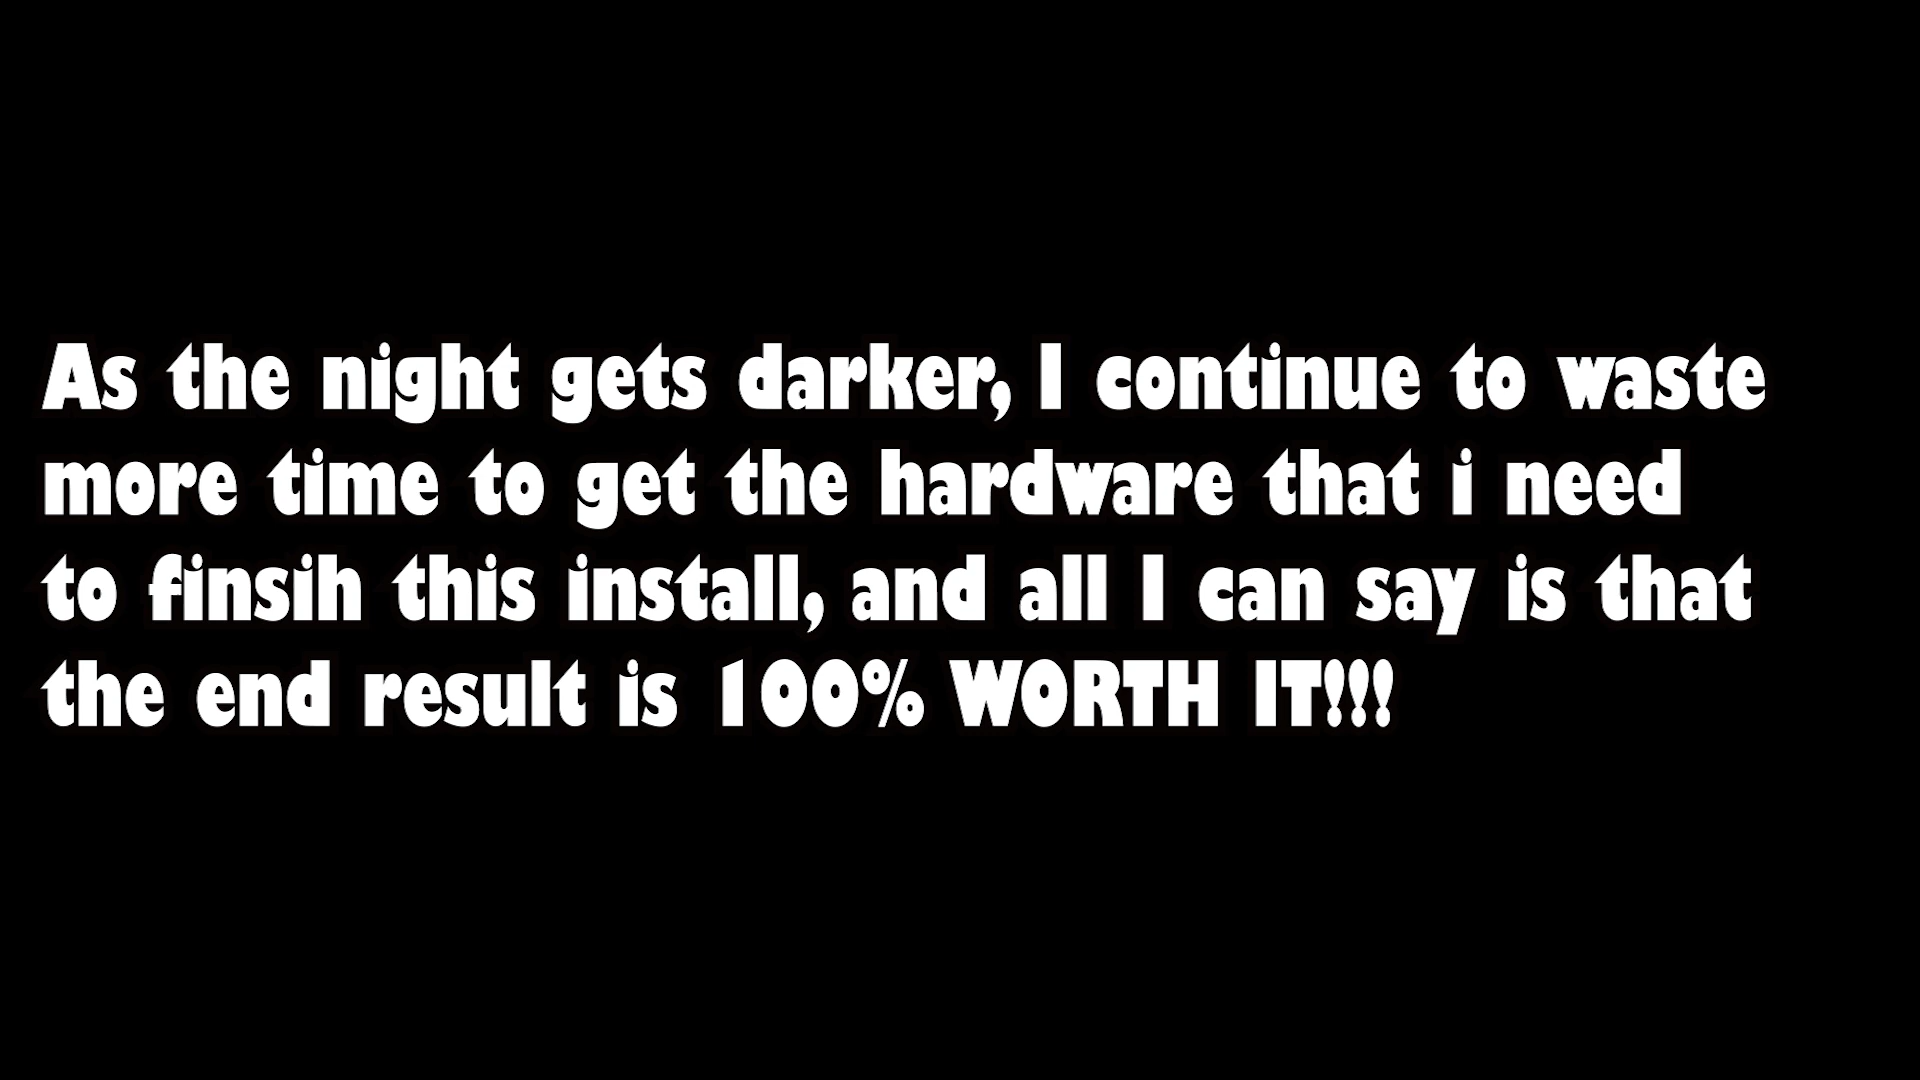 As the night gets darker, I continue to waste
more time to get the hardware that i need
to finsih this install, and all I can say is that
the end result is 100% WORTH IT!!!